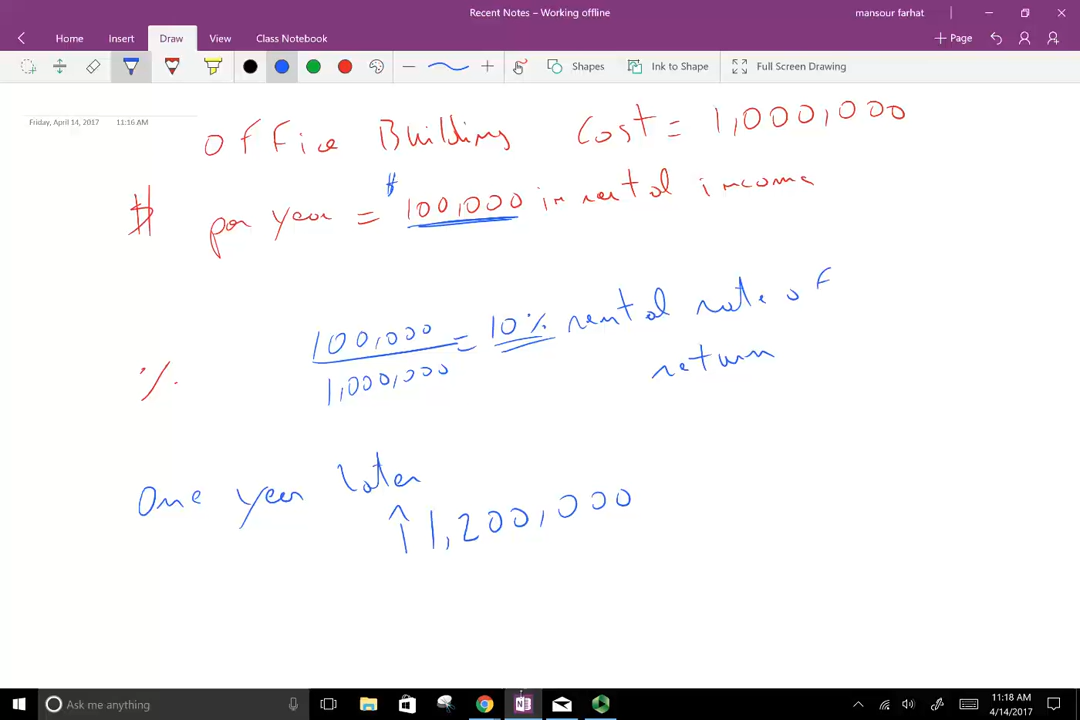 Recent Notes – Working offline
mansour farhat
Home Insert Draw View Class Notebook
Page
Shapes Ink to Shape Full Screen Drawing
Friday, April 14, 2017 11:16 AM
Office Building Cost = 1,000,000
$ per year = $100,000 in rental income
100,000
% = 10% rental rate of
1,000,000
return
One year later
↑ 1,200,000
Ask me anything
11:18 AM
4/14/2017